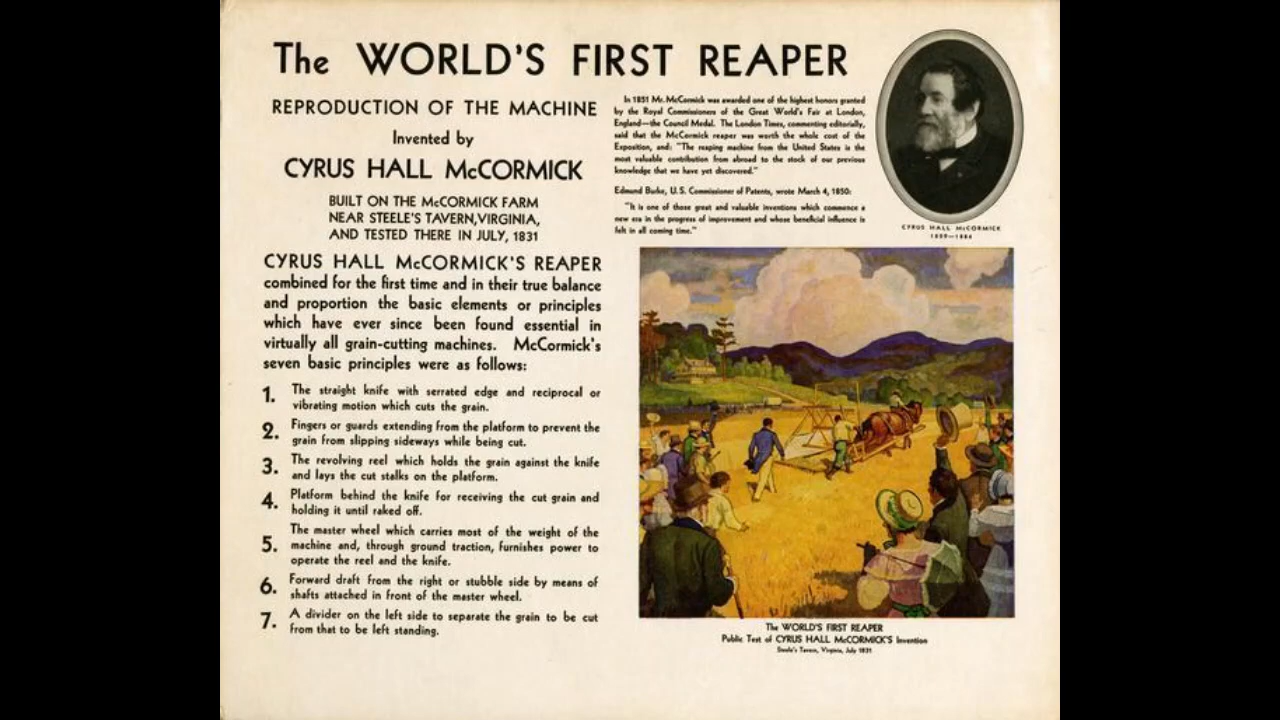 The WORLD'S FIRST REAPER
REPRODUCTION OF THE MACHINE
Invented by
CYRUS HALL McCORMICK
BUILT ON THE McCORMICK FARM
NEAR STEELE'S TAVERN,VIRGINIA,
AND TESTED THERE IN JULY, 1831
CYRUS HALL McCORMICK'S REAPER
combined for the first time and in their true balance
and proportion the basic elements or principles
which have ever since been found essential in
virtually all grain-cutting machines. McCormick's
seven basic principles were as follows:
1. The straight knife with serrated edge and reciprocal or
vibrating motion which cuts the grain.
2. Fingers or guards extending from the platform to prevent the
grain from slipping sideways while being cut.
3. The revolving reel which holds the grain against the knife
and lays the cut stalks on the platform.
4. Platform behind the knife for receiving the cut grain and
holding it until raked off.
5. The master wheel which carries most of the weight of the
machine and, through ground traction, furnishes power to
operate the reel and the knife.
6. Forward draft from the right or stubble side by means of
shafts attached in front of the master wheel.
7. A divider on the left side to separate the grain to be cut
from that to be left standing.
In 1851 Mr. McCormick was awarded one of the highest honors granted
by the Royal Commissioners of the Great World's Fair at London,
England—the Council Medal. The London Times, commenting editorially,
said that the McCormick reaper was worth the whole cost of the
Exposition, and: "The reaping machine from the United States is the
most valuable contribution from abroad to the stock of our previous
knowledge that we have yet discovered."
Edmund Burke, U.S. Commissioner of Patents, wrote March 4, 1850:
"It is one of those great and valuable inventions which commence a
new era in the progress of improvement and whose beneficial influence is
felt in all coming time."
CYRUS HALL McCORMICK
1809—1884
The WORLD'S FIRST REAPER
Public Test of CYRUS HALL McCORMICK'S Invention
Steele's Tavern, Virginia, July 1831